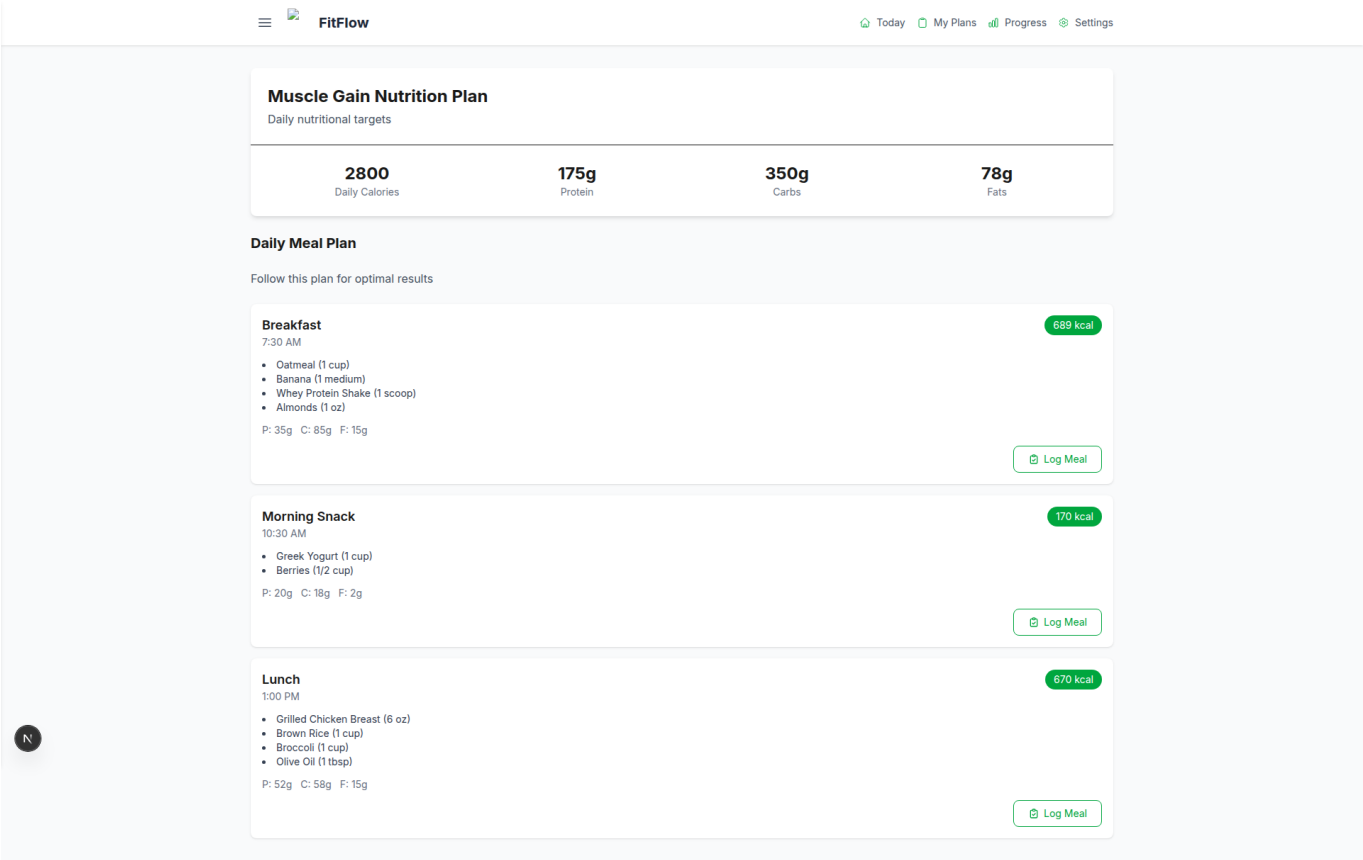 FitFlow
Today My Plans Progress Settings
Muscle Gain Nutrition Plan
Daily nutritional targets
2800 175g 350g 78g
Daily Calories Protein Carbs Fats
Daily Meal Plan
Follow this plan for optimal results
Breakfast 689 kcal
7:30 AM
• Oatmeal (1 cup)
• Banana (1 medium)
• Whey Protein Shake (1 scoop)
• Almonds (1 oz)
P: 35g C: 85g F: 15g
Log Meal
Morning Snack 170 kcal
10:30 AM
• Greek Yogurt (1 cup)
• Berries (1/2 cup)
P: 20g C: 18g F: 2g
Log Meal
Lunch 670 kcal
1:00 PM
• Grilled Chicken Breast (6 oz)
• Brown Rice (1 cup)
• Broccoli (1 cup)
• Olive Oil (1 tbsp)
N
P: 52g C: 58g F: 15g
Log Meal